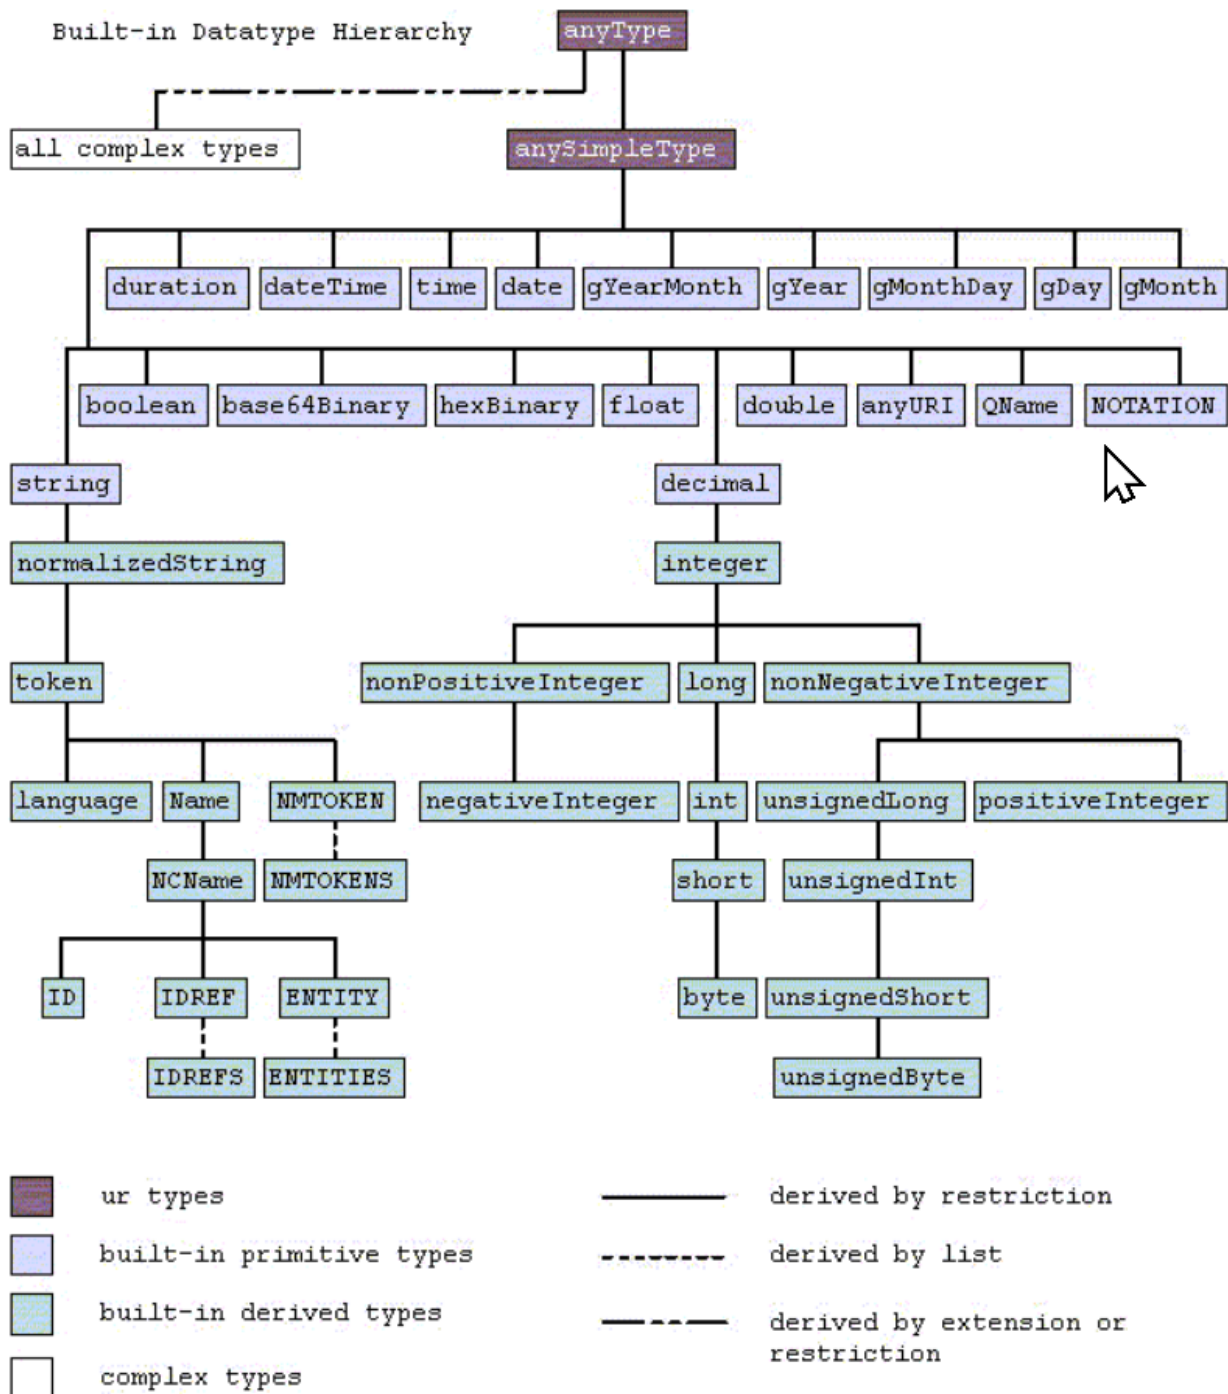 Built-in Datatype Hierarchy
anyType
all complex types
anySimpleType
duration
dateTime
time
date
gYearMonth
gYear
gMonthDay
gDay
gMonth
boolean
base64Binary
hexBinary
float
double
anyURI
QName
NOTATION
string
decimal
normalizedString
integer
token
nonPositiveInteger
long
nonNegativeInteger
language
Name
NMTOKEN
negativeInteger
int
unsignedLong
positiveInteger
NCName
NMTOKENS
short
unsignedInt
ID
IDREF
ENTITY
byte
unsignedShort
IDREFS
ENTITIES
unsignedByte
ur types
derived by restriction
built-in primitive types
derived by list
built-in derived types
derived by extension or
restriction
complex types